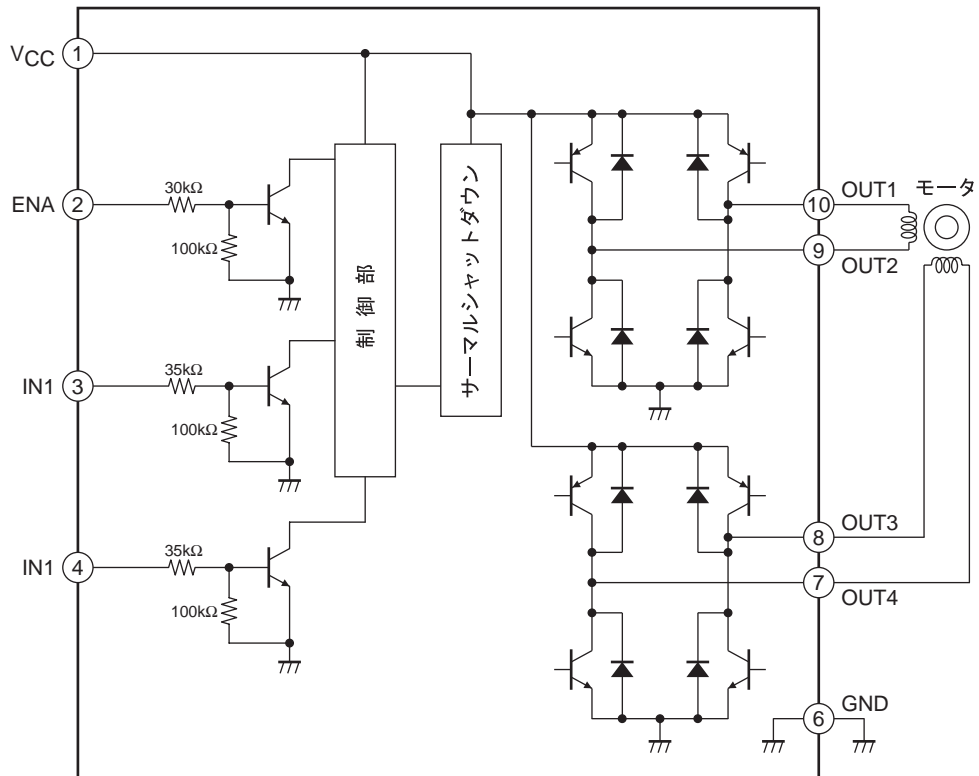 VCC 1
ENA 2
30kΩ
100kΩ
IN1 3
35kΩ
100kΩ
IN1 4
35kΩ
100kΩ
制御部
サーマルシャットダウン
10 OUT1
モータ
9 OUT2
8 OUT3
7 OUT4
6 GND